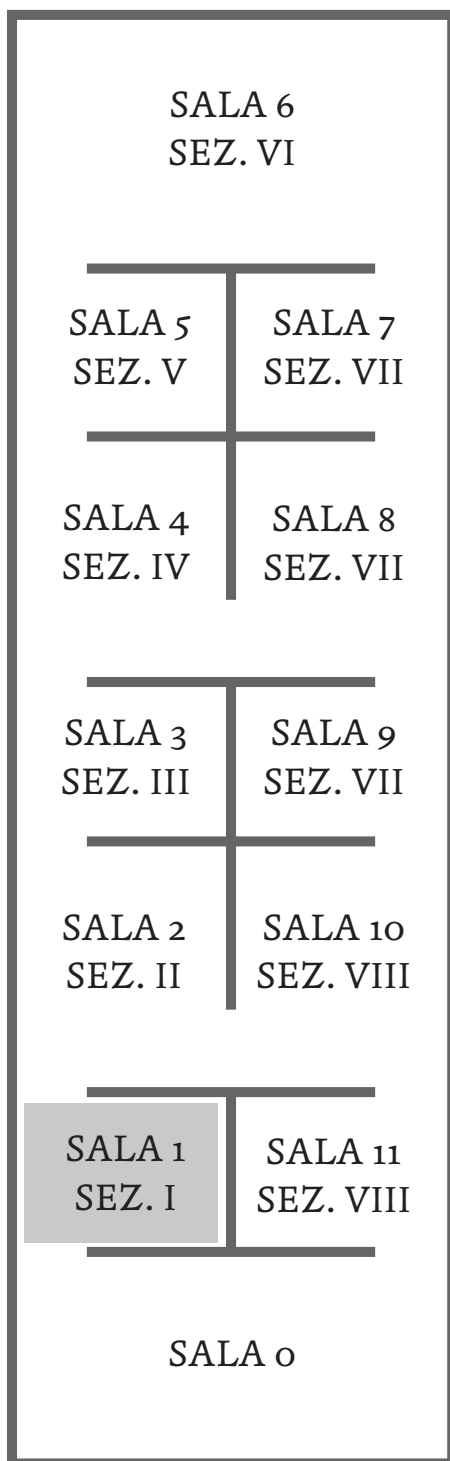 SALA 6
SEZ. VI
SALA 5
SEZ. V
SALA 7
SEZ. VII
SALA 4
SEZ. IV
SALA 8
SEZ. VII
SALA 3
SEZ. III
SALA 9
SEZ. VII
SALA 2
SEZ. II
SALA 10
SEZ. VIII
SALA 1
SEZ. I
SALA 11
SEZ. VIII
SALA 0